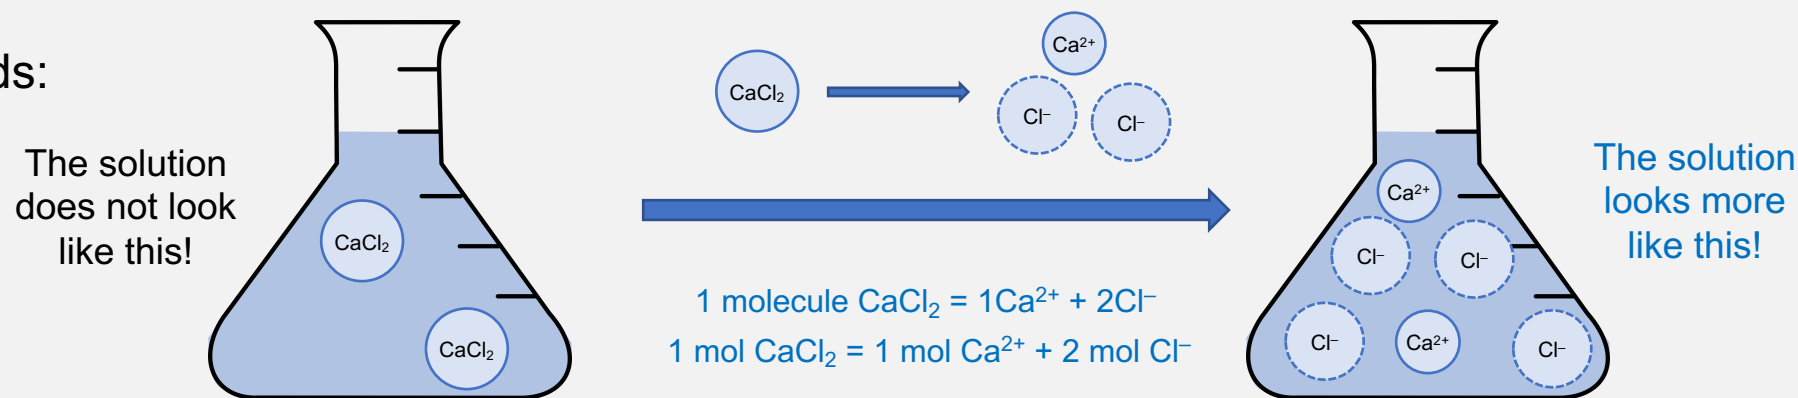 ds:
The solution
does not look
like this!
CaCl₂
CaCl₂
CaCl₂
Ca²⁺
Cl⁻
Cl⁻
1 molecule CaCl₂ = 1Ca²⁺ + 2Cl⁻
1 mol CaCl₂ = 1 mol Ca²⁺ + 2 mol Cl⁻
Ca²⁺
Cl⁻
Cl⁻
Cl⁻
Ca²⁺
Cl⁻
The solution
looks more
like this!